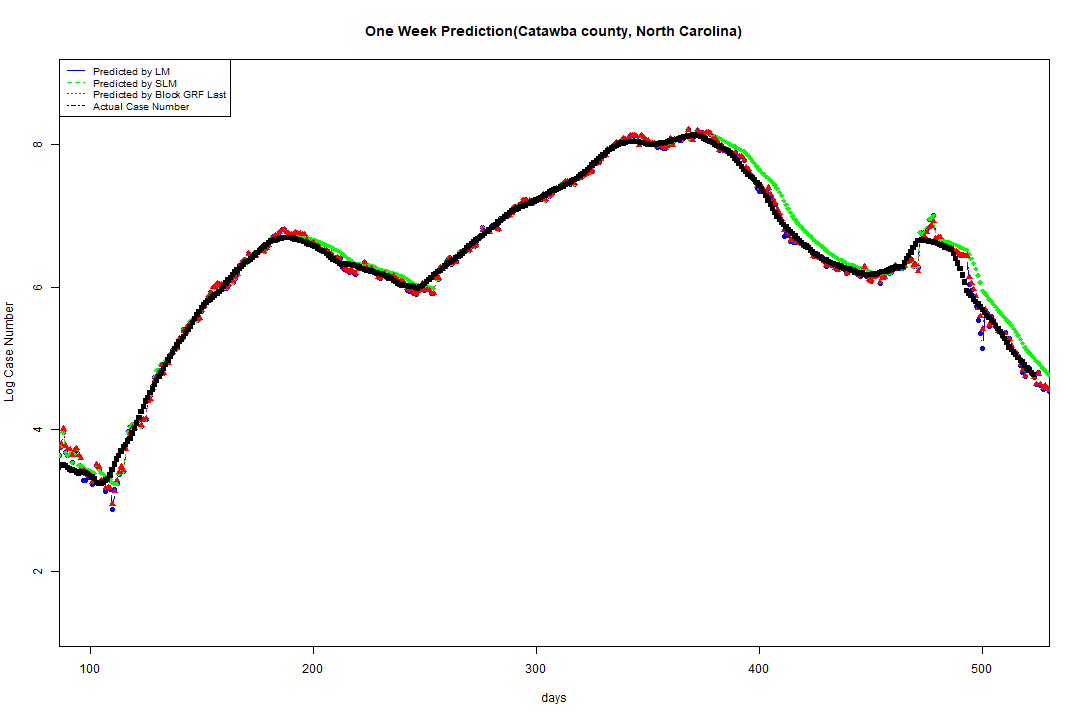 One Week Prediction(Catawba county, North Carolina)
Predicted by LM
Predicted by SLM
Predicted by Block GRF Last
Actual Case Number
8
6
4
2
Log Case Number
100 200 300 400 500
days